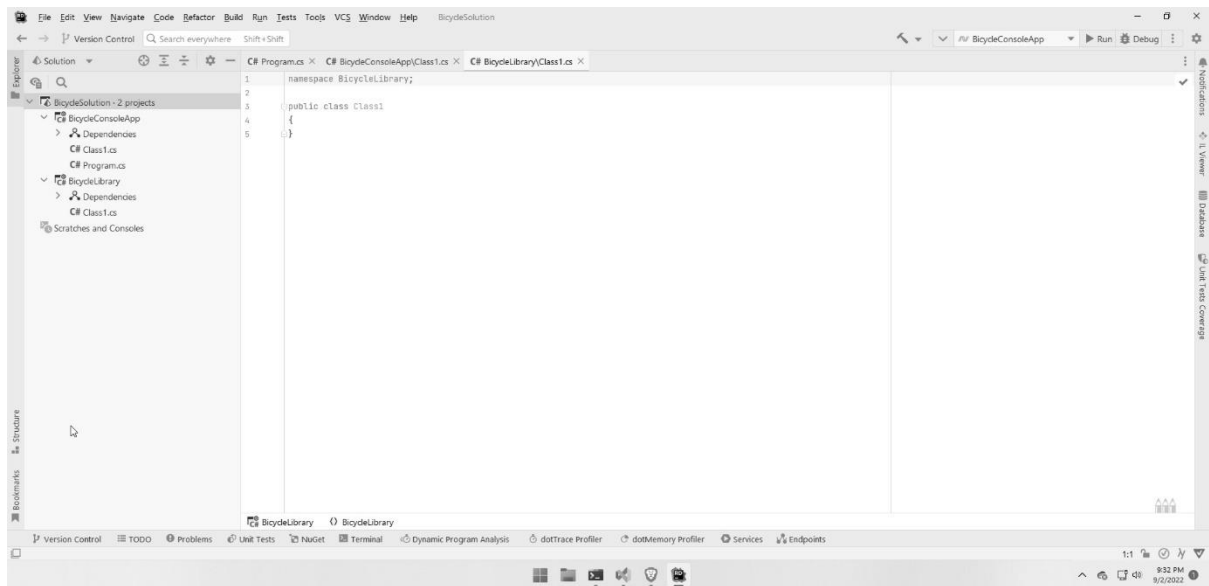 File Edit View Navigate Code Refactor Build Run Tests Tools VCS Window Help BicycleSolution
Version Control Search everywhere Shift+Shift BicycleConsoleApp Run Debug
Solution C# Program.cs C# BicycleConsoleApp\Class1.cs C# BicycleLibrary\Class1.cs
Explorer
1 namespace BicycleLibrary;
2
3 public class Class1
4 {
5 }
BicycleSolution · 2 projects
BicycleConsoleApp
Dependencies
C# Class1.cs
C# Program.cs
BicycleLibrary
Dependencies
C# Class1.cs
Scratches and Consoles
Structure
Bookmarks
Notifications
IL Viewer
Database
Unit Tests Coverage
C# BicycleLibrary BicycleLibrary
Version Control TODO Problems Unit Tests NuGet Terminal Dynamic Program Analysis dotTrace Profiler dotMemory Profiler Services Endpoints
1:1
9:32 PM
9/2/2022